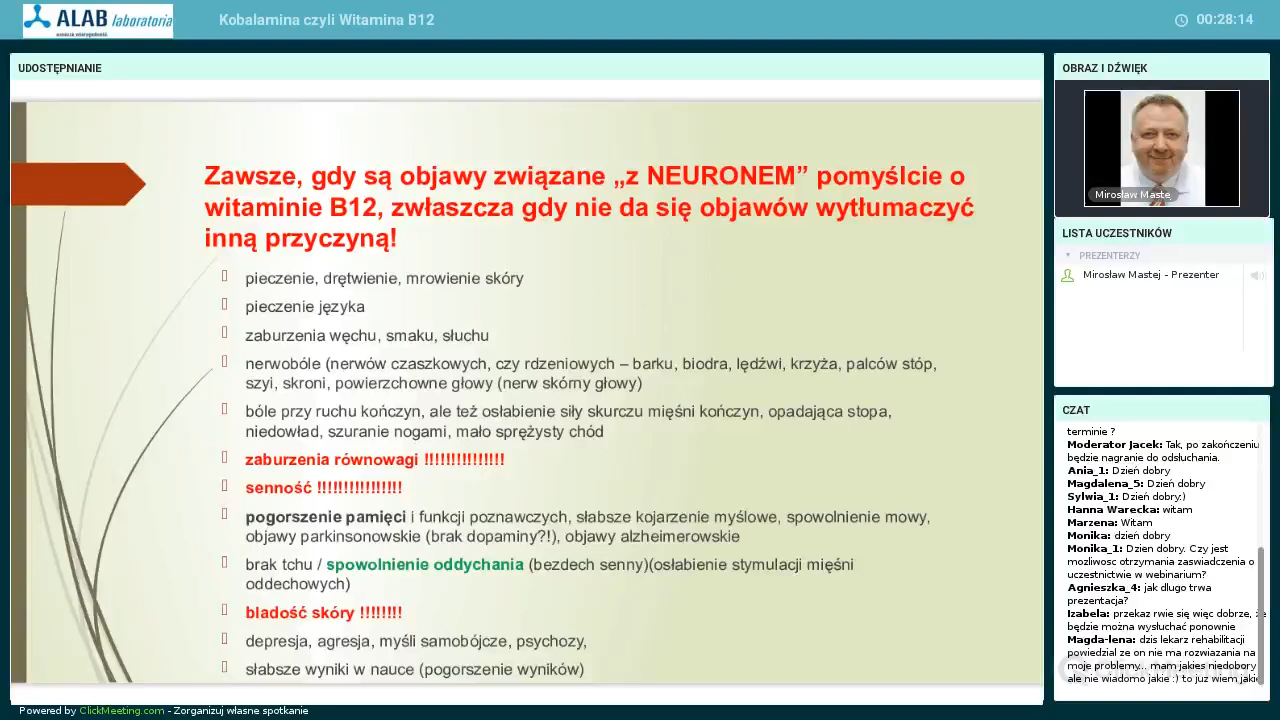 ALAB laboratoria
Kobalamina czyli Witamina B12
00:28:14
UDOSTĘPNIANIE
Zawsze, gdy są objawy związane „z NEURONEM” pomyślcie o
witaminie B12, zwłaszcza gdy nie da się objawów wytłumaczyć
inną przyczyną!
pieczenie, drętwienie, mrowienie skóry
pieczenie języka
zaburzenia węchu, smaku, słuchu
nerwobóle (nerwów czaszkowych, czy rdzeniowych – barku, biodra, lędźwi, krzyża, palców stóp,
szyi, skroni, powierzchowne głowy (nerw skórny głowy)
bóle przy ruchu kończyn, ale też osłabienie siły skurczu mięśni kończyn, opadająca stopa,
niedowład, szuranie nogami, mało sprężysty chód
zaburzenia równowagi !!!!!!!!!!!!!!!
senność !!!!!!!!!!!!!!!!
pogorszenie pamięci i funkcji poznawczych, słabsze kojarzenie myślowe, spowolnienie mowy,
objawy parkinsonowskie (brak dopaminy?!), objawy alzheimerowskie
brak tchu / spowolnienie oddychania (bezdech senny)(osłabienie stymulacji mięśni
oddechowych)
bladość skóry !!!!!!!!
depresja, agresja, myśli samobójcze, psychozy,
słabsze wyniki w nauce (pogorszenie wyników)
Powered by ClickMeeting.com - Zorganizuj własne spotkanie
OBRAZ I DŹWIĘK
Mirosław Maste
LISTA UCZESTNIKÓW
PREZENTERZY
Mirosław Mastej - Prezenter
CZAT
terminie ?
Moderator Jacek: Tak, po zakończeniu
będzie nagranie do odsłuchania.
Ania_1: Dzień dobry
Magdalena_5: Dzień dobry
Sylwia_1: Dzień dobry:)
Hanna Warecka: witam
Marzena: Witam
Monika: dzień dobry
Monika_1: Dzien dobry. Czy jest
mozliwosc otrzymania zaswiadczenia o
uczestnictwie w webinarium?
Agnieszka_4: jak dlugo trwa
prezentacja?
Izabela: przekaz rwie się więc dobrze, że
będzie można wysłuchać ponownie
Magda-lena: dzis lekarz rehabilitacji
powiedzial ze on nie ma rozwiazania na
moje problemy... mam jakies niedobory
ale nie wiadomo jakie :) to juz wiem jakie